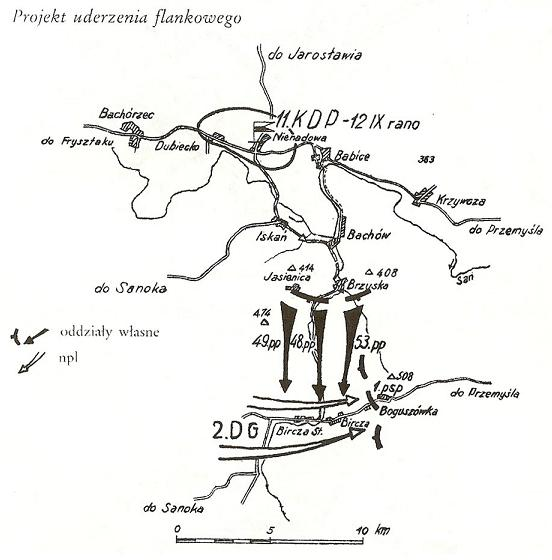 Projekt uderzenia flankowego
do Jarosławia
Bachórzec
11.KDP-12 IX rano
do Frysztaku
Dubiecko
Nienadowa
Babice
383
Krzywcza
do Przemyśla
Iskań
Bachów
San
Jasienica
414
408
Brzyska
do Sanoka
474
49.pp
48.pp
53.pp
oddziały własne
npl
508
1.psp
do Przemyśla
Boguszówka
2.DG
Bircza St.
Bircza
do Sanoka
0 5 10 km